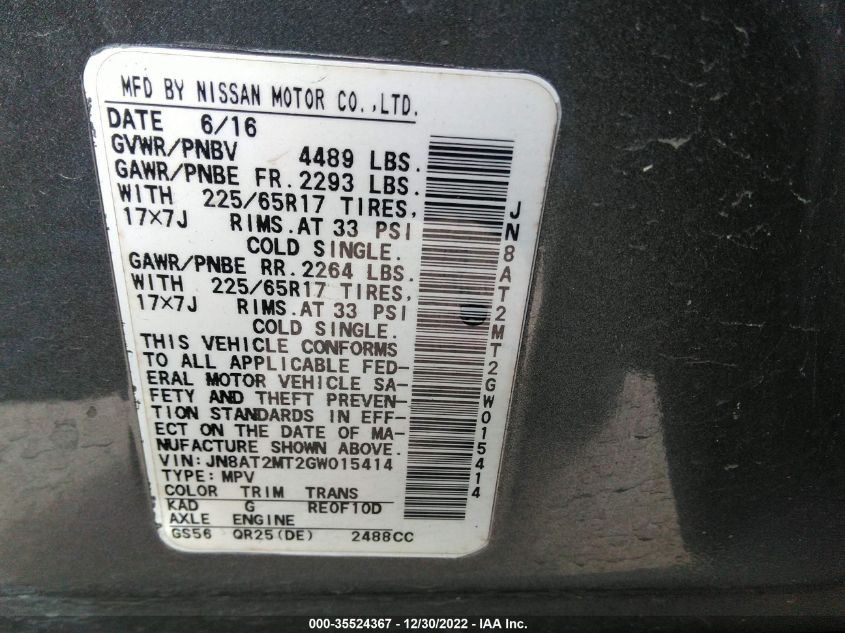 MFD BY NISSAN MOTOR CO.,LTD.
DATE 6/16
GVWR/PNBV 4489 LBS.
GAWR/PNBE FR. 2293 LBS.
WITH 225/65R17 TIRES,
17×7J RIMS.AT 33 PSI
COLD SINGLE.
GAWR/PNBE RR. 2264 LBS.
WITH 225/65R17 TIRES,
17×7J RIMS.AT 33 PSI
COLD SINGLE.
THIS VEHICLE CONFORMS
TO ALL APPLICABLE FED-
ERAL MOTOR VEHICLE SA-
FETY AND THEFT PREVEN-
TION STANDARDS IN EFF-
ECT ON THE DATE OF MA-
NUFACTURE SHOWN ABOVE.
VIN:JN8AT2MT2GW015414
TYPE:MPV
COLOR TRIM TRANS
KAD G RE0F10D
AXLE ENGINE
GS56 QR25(DE) 2488CC
JN8AT2MT2GW015414
000-35524367 - 12/30/2022 - IAA Inc.